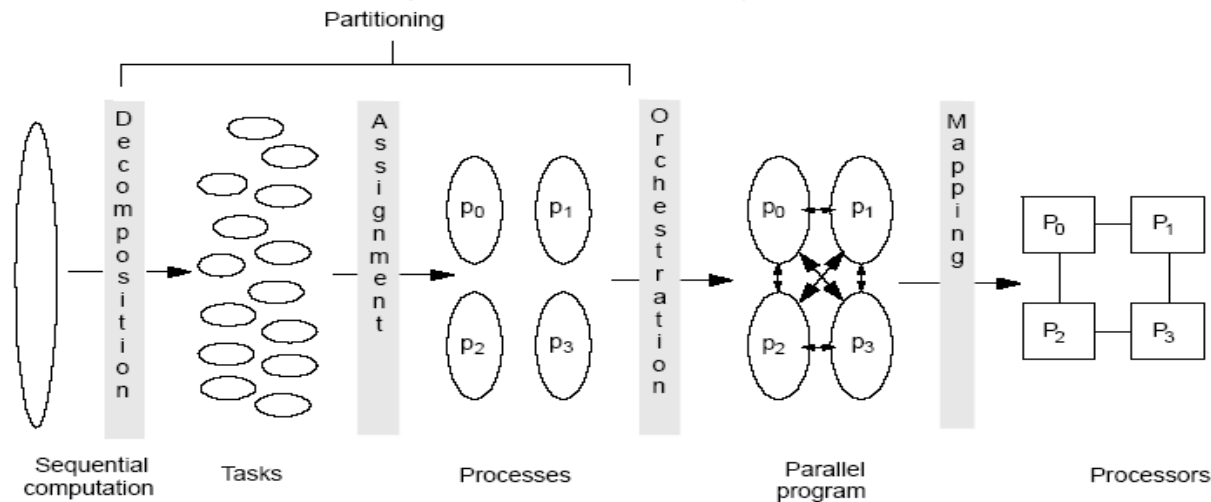 Partitioning
Decomposition
Assignment
Orchestration
Mapping
p0 p1
p2 p3
p0 p1
p2 p3
P0 P1
P2 P3
Sequential
computation
Tasks
Processes
Parallel
program
Processors